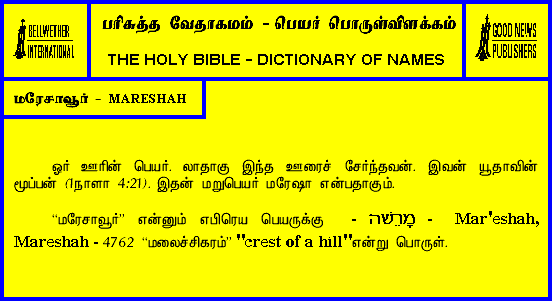 BELLWETHER
INTERNATIONAL
பரிசுத்த வேதாகமம் - பெயர் பொருள்விளக்கம்
THE HOLY BIBLE - DICTIONARY OF NAMES
GOOD NEWS
PUBLISHERS
மரேசாவூர் - MARESHAH
ஓர் ஊரின் பெயர். லாதாகு இந்த ஊரைச் சேர்ந்தவன். இவன் யூதாவின்
மூப்பன் (1நாளா 4:21). இதன் மறுபெயர் மரேஷா என்பதாகும்.
“மரேசாவூர்” என்னும் எபிரெய பெயருக்கு - מָרֵשָׁה - Mar'eshah,
Mareshah - 4762 “மலைச்சிகரம்” "crest of a hill"என்று பொருள்.